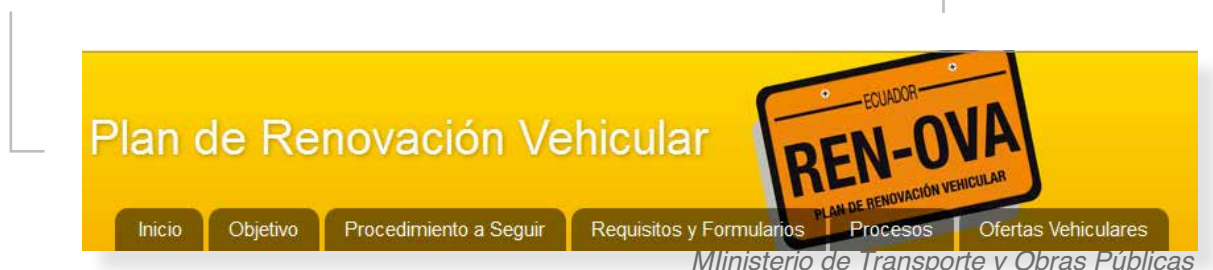 Plan de Renovación Vehicular
ECUADOR
REN-OVA
PLAN DE RENOVACIÓN VEHICULAR
Inicio Objetivo Procedimiento a Seguir Requisitos y Formularios Procesos Ofertas Vehiculares
MIinisterio de Transporte y Obras Públicas